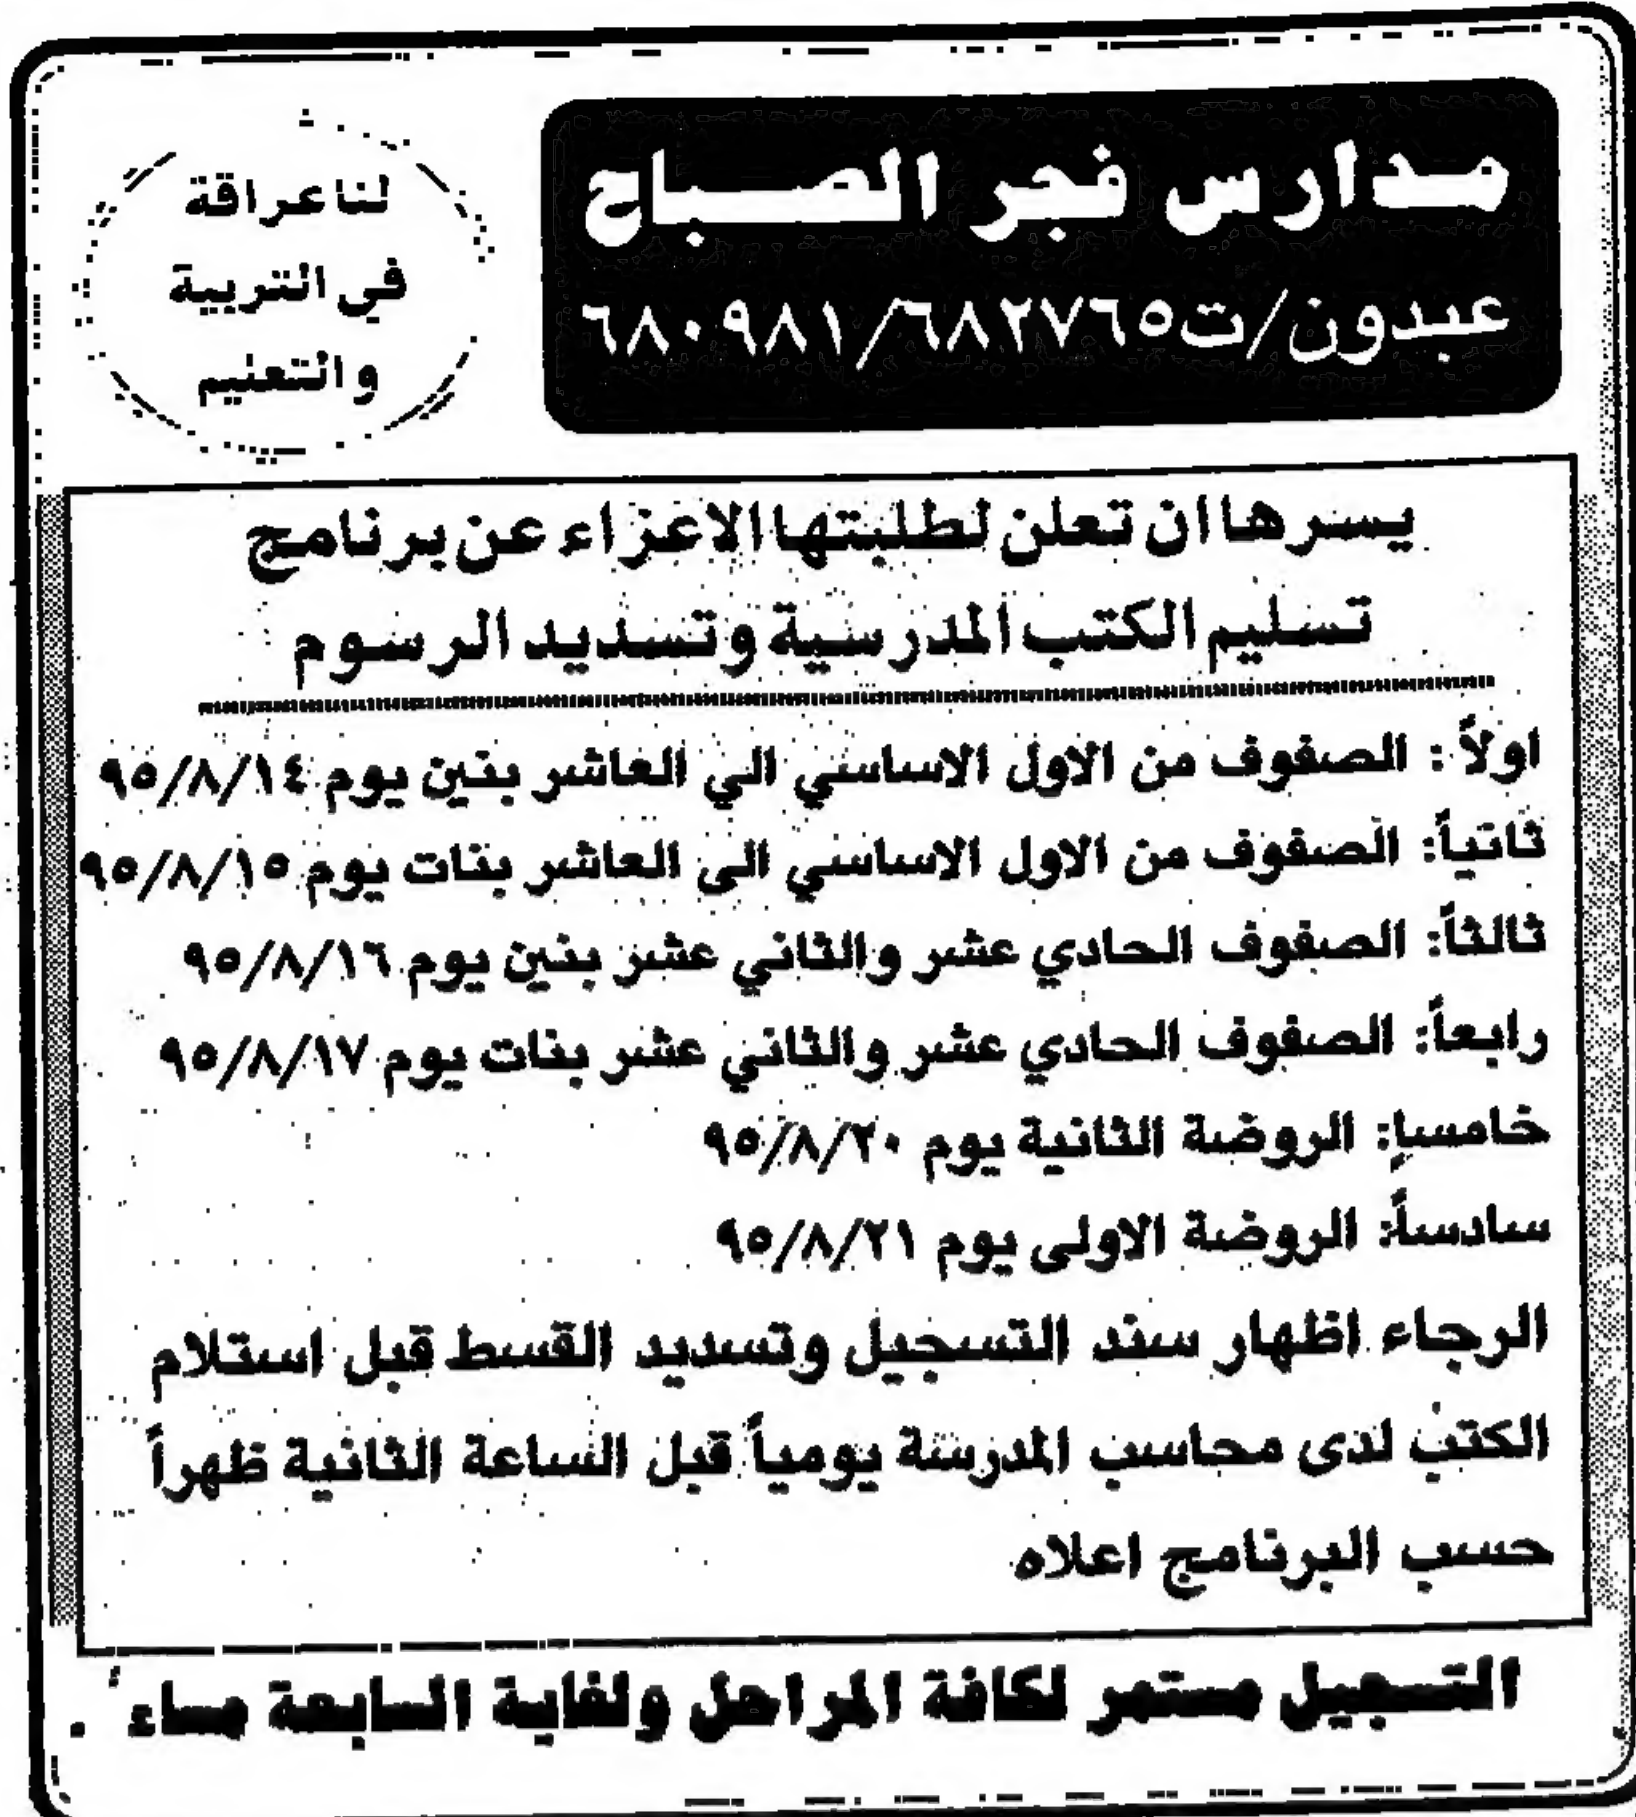 مدارس فجر الصباح
عبدون/ت٦٨٢٧٦٥/٦٨٠٩٨١
لنا عراقة
في التربية
والتعليم
يسرها ان تعلن لطلبتها الاعزاء عن برنامج
تسليم الكتب المدرسية وتسديد الرسوم
اولاً: الصفوف من الاول الاساسي الي العاشر بنين يوم ٩٥/٨/١٤
ثانياً: الصفوف من الاول الاساسي الى العاشر بنات يوم ٩٥/٨/١٥
ثالثاً: الصفوف الحادي عشر والثاني عشر بنين يوم ٩٥/٨/١٦
رابعاً: الصفوف الحادي عشر والثاني عشر بنات يوم ٩٥/٨/١٧
خامسا: الروضة الثانية يوم ٩٥/٨/٢٠
سادسأ: الروضة الاولى يوم ٩٥/٨/٢١
الرجاء اظهار سند التسجيل وتسديد القسط قبل استلام
الكتب لدى محاسب المدرسة يومياً قبل الساعة الثانية ظهراً
حسب البرنامج اعلاه
التسجيل مستمر لكافة المراحل ولغاية السابعة مساءً .